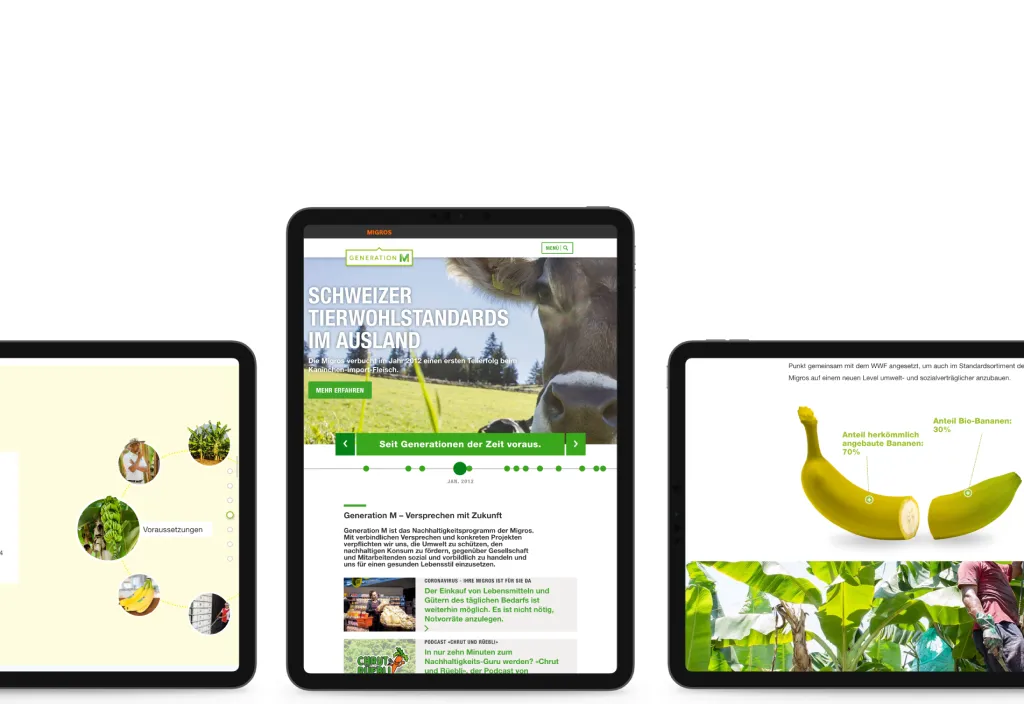 4
Voraussetzungen
MIGROS
GENERATION M
MENÜ
SCHWEIZER
TIERWOHLSTANDARDS
IM AUSLAND
Die Migros verbucht im Jahr 2012 einen ersten Teilerfolg beim
Kaninchen-Import-Fleisch.
MEHR ERFAHREN
Seit Generationen der Zeit voraus.
JAN. 2012
Generation M – Versprechen mit Zukunft
Generation M ist das Nachhaltigkeitsprogramm der Migros.
Mit verbindlichen Versprechen und konkreten Projekten
verpflichten wir uns, die Umwelt zu schützen, den
nachhaltigen Konsum zu fördern, gegenüber Gesellschaft
und Mitarbeitenden sozial und vorbildlich zu handeln und
uns für einen gesunden Lebensstil einzusetzen.
CORONAVIRUS - IHRE MIGROS IST FÜR SIE DA
Der Einkauf von Lebensmitteln und
Gütern des täglichen Bedarfs ist
weiterhin möglich. Es ist nicht nötig,
Notvorräte anzulegen.
CHRUT &
RÜEBLI
PODCAST «CHRUT UND RÜEBLI»
In nur zehn Minuten zum
Nachhaltigkeits-Guru werden? «Chrut
und Rüebli», der Podcast von
Punkt gemeinsam mit dem WWF angesetzt, um auch im Standardsortiment de
Migros auf einem neuen Level umwelt- und sozialverträglicher anzubauen.
Anteil herkömmlich
angebaute Bananen:
70%
Anteil Bio-Bananen:
30%